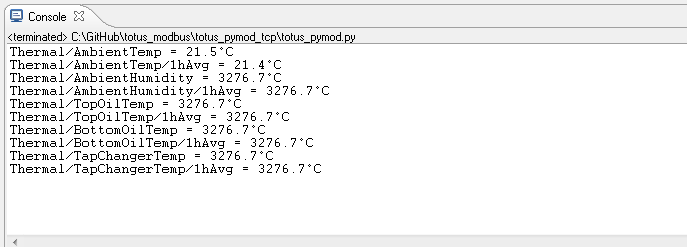 Console
<terminated> C:\GitHub\totus_modbus\totus_pymod_tcp\totus_pymod.py
Thermal/AmbientTemp = 21.5°C
Thermal/AmbientTemp/1hAvg = 21.4°C
Thermal/AmbientHumidity = 3276.7°C
Thermal/AmbientHumidity/1hAvg = 3276.7°C
Thermal/TopOilTemp = 3276.7°C
Thermal/TopOilTemp/1hAvg = 3276.7°C
Thermal/BottomOilTemp = 3276.7°C
Thermal/BottomOilTemp/1hAvg = 3276.7°C
Thermal/TapChangerTemp = 3276.7°C
Thermal/TapChangerTemp/1hAvg = 3276.7°C